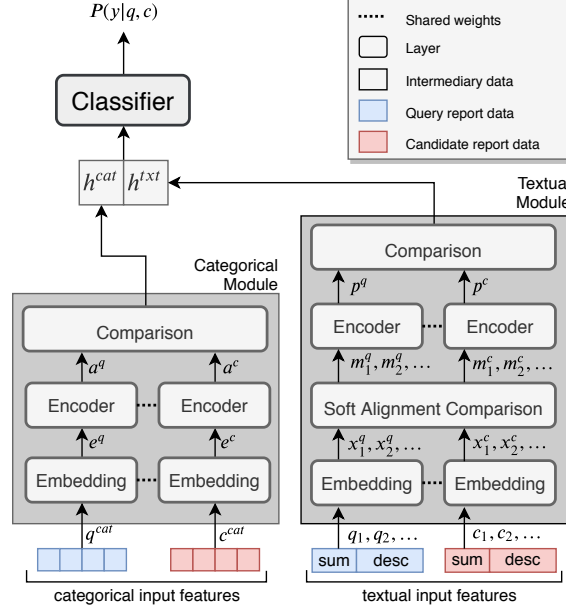 P(y|q, c)
Shared weights
Layer
Intermediary data
Query report data
Candidate report data
Classifier
h^{cat} h^{txt}
Textual
Module
Categorical
Module
Comparison
p^q p^c
Encoder Encoder
m_1^q, m_2^q, … m_1^c, m_2^c, …
Soft Alignment Comparison
x_1^q, x_2^q, … x_1^c, x_2^c, …
Embedding Embedding
q_1, q_2, … c_1, c_2, …
sum desc sum desc
textual input features
Comparison
a^q a^c
Encoder Encoder
e^q e^c
Embedding Embedding
q^{cat} c^{cat}
categorical input features